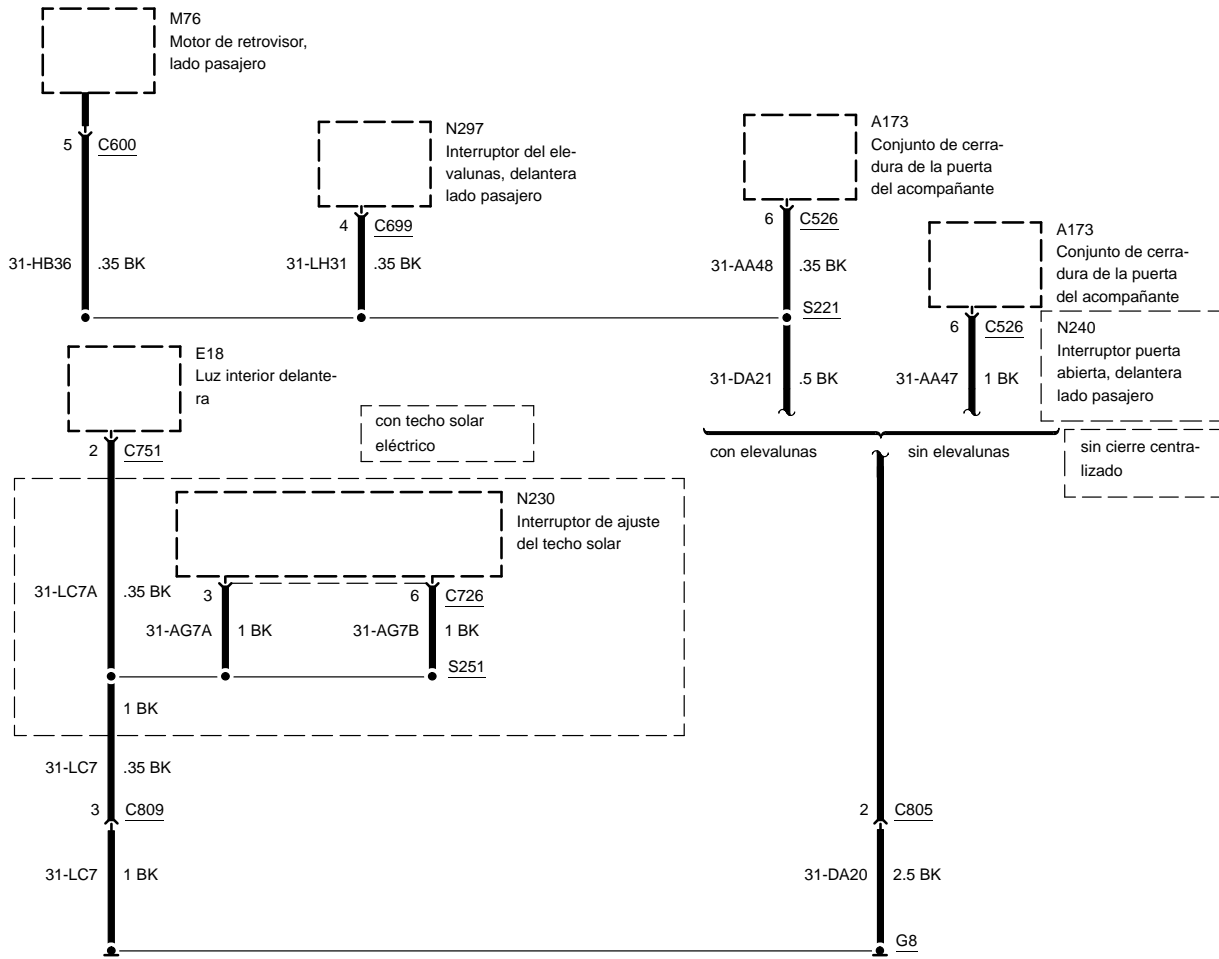 M76
Motor de retrovisor,
lado pasajero
5 C600
31-HB36 .35 BK
N297
Interruptor del ele-
valunas, delantera
lado pasajero
4 C699
31-LH31 .35 BK
A173
Conjunto de cerra-
dura de la puerta
del acompañante
6 C526
31-AA48 .35 BK
S221
31-DA21 .5 BK
A173
Conjunto de cerra-
dura de la puerta
del acompañante
6 C526
31-AA47 1 BK
N240
Interruptor puerta
abierta, delantera
lado pasajero
con elevalunas
sin elevalunas
sin cierre centra-
lizado
E18
Luz interior delante-
ra
2 C751
con techo solar
eléctrico
N230
Interruptor de ajuste
del techo solar
31-LC7A .35 BK
3
6 C726
31-AG7A 1 BK
31-AG7B 1 BK
S251
1 BK
31-LC7 .35 BK
3 C809
31-LC7 1 BK
2 C805
31-DA20 2.5 BK
G8